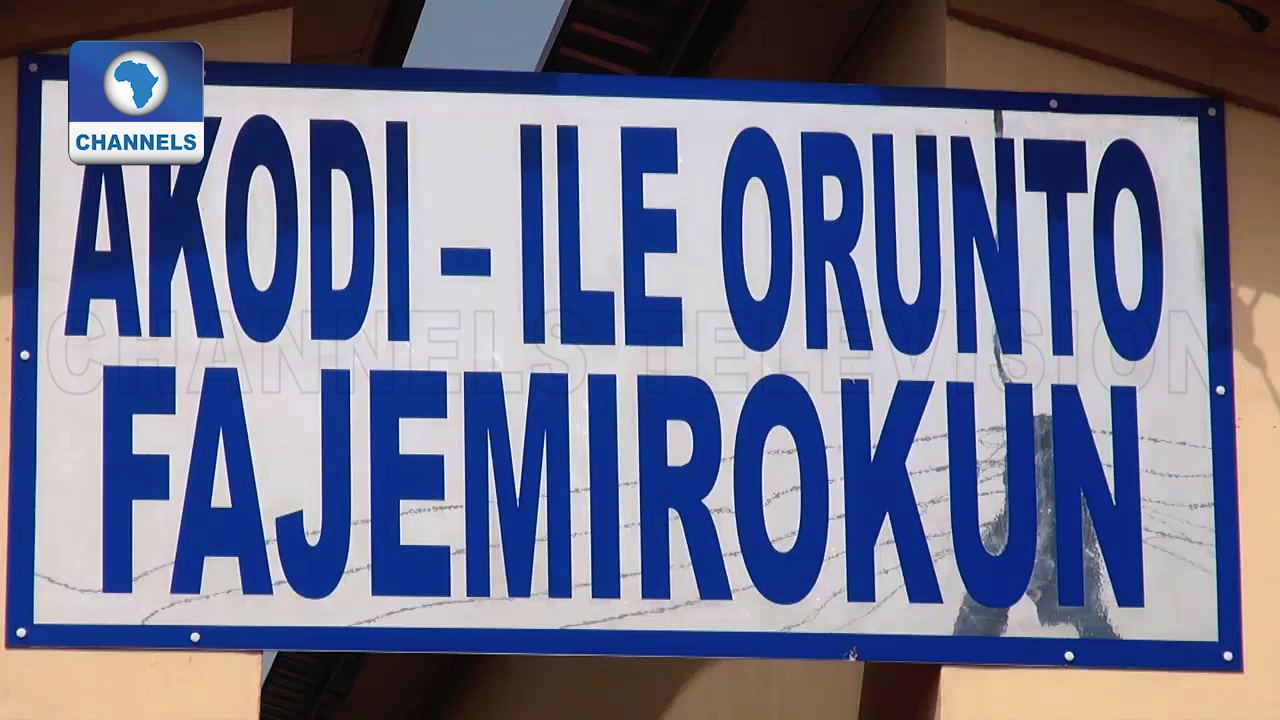 CHANNELS
AKODI - ILE ORUNTO
CHANNELS TELEVISION
FAJEMIROKUN